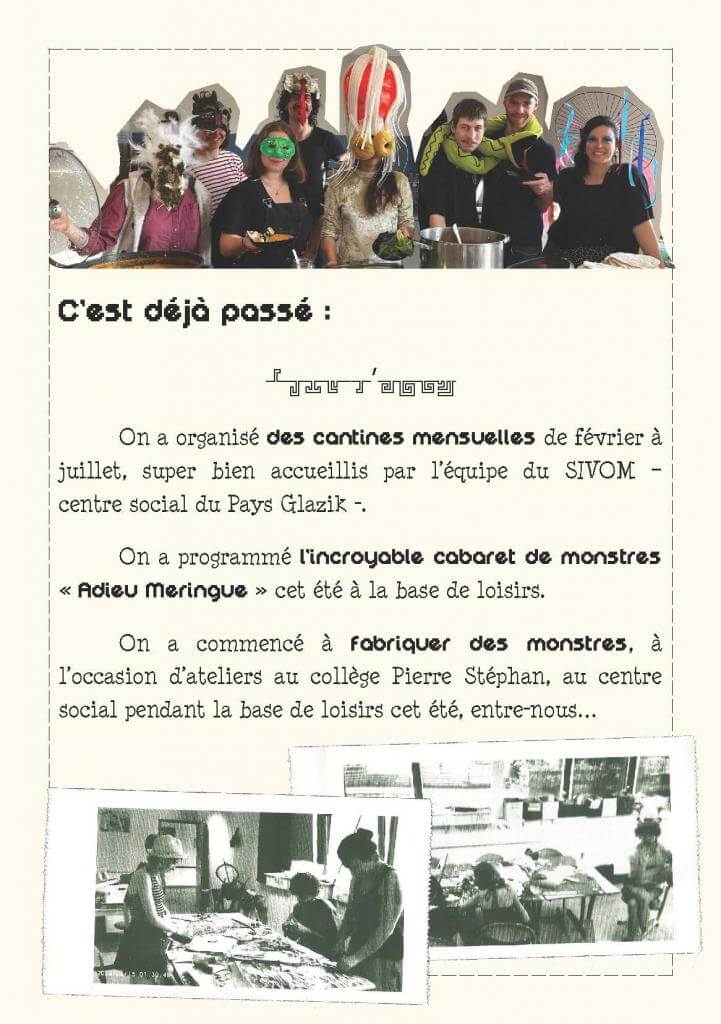 C'est déjà passé :
On a organisé des cantines mensuelles de février à
juillet, super bien accueillis par l'équipe du SIVOM –
centre social du Pays Glazik -.
On a programmé l'incroyable cabaret de monstres
« Adieu Meringue » cet été à la base de loisirs.
On a commencé à fabriquer des monstres, à
l'occasion d'ateliers au collège Pierre Stéphan, au centre
social pendant la base de loisirs cet été, entre-nous...